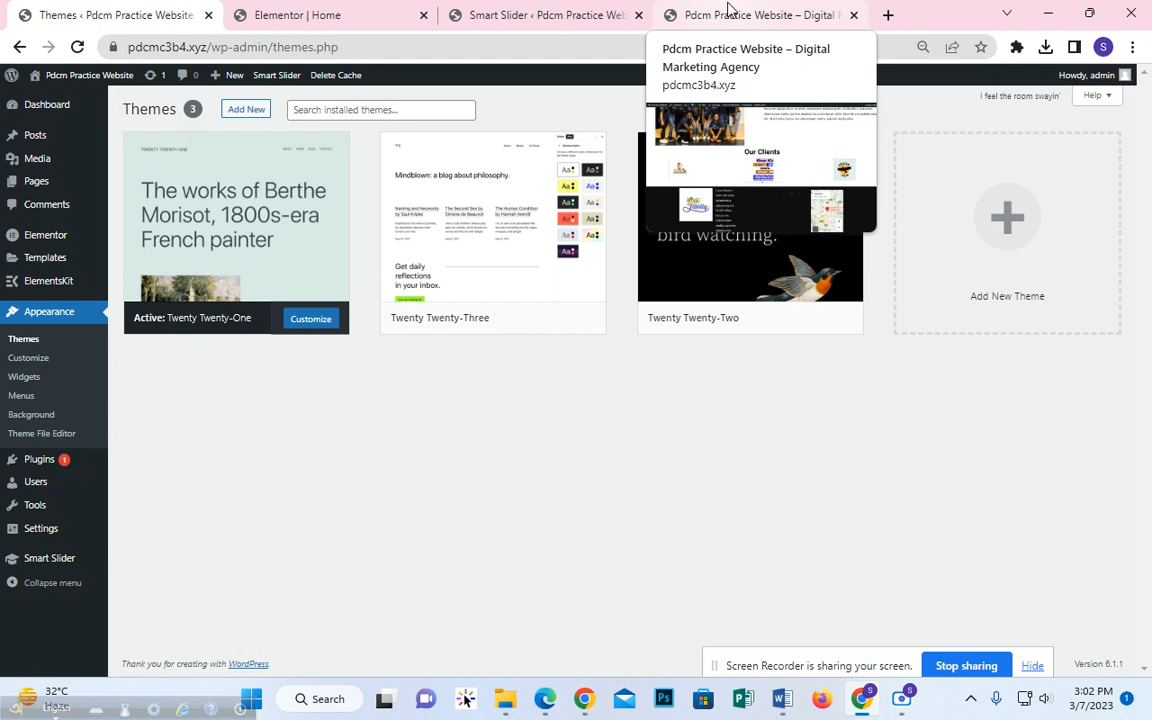 Themes ‹ Pdcm Practice Website
Elementor | Home
Smart Slider ‹ Pdcm Practice Web
Pdcm Practice Website – Digital M
pdcmc3b4.xyz/wp-admin/themes.php
S
Pdcm Practice Website – Digital
Marketing Agency
pdcmc3b4.xyz
Our Clients
Pdcm Practice Website
1
0
New
Smart Slider
Delete Cache
Howdy, admin
Dashboard
Posts
Media
Pages
Comments
Elementor
Templates
ElementsKit
Appearance
Themes
Customize
Widgets
Menus
Background
Theme File Editor
Plugins 1
Users
Tools
Settings
Smart Slider
Collapse menu
Themes 3
Add New
Search installed themes...
I feel the room swayin'
Help
TWENTY TWENTY-ONE
The works of Berthe
Morisot, 1800s-era
French painter
Active: Twenty Twenty-One
Customize
Mindblown: a blog about philosophy.
Get daily
reflections
in your inbox:
Twenty Twenty-Three
bird watching.
Twenty Twenty-Two
Add New Theme
Thank you for creating with WordPress.
Version 6.1.1
Screen Recorder is sharing your screen.
Stop sharing
Hide
32°C
Haze
English
Search
Ps
3:02 PM
3/7/2023
1